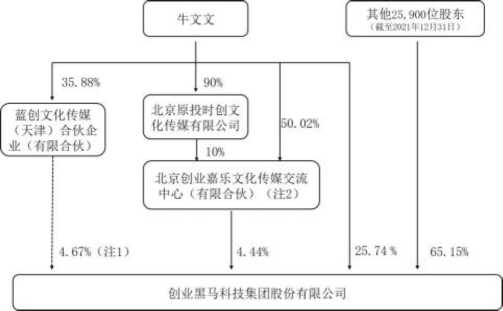 牛文文
其他25,900位股东
(截至2021年12月31日)
35.88%
90%
50.02%
蓝创文化传媒
(天津)合伙企
业(有限合伙)
北京原投时创文
化传媒有限公司
10%
北京创业嘉乐文化传媒交流
中心(有限合伙)(注2)
4.67%(注1)
4.44%
25.74%
65.15%
创业黑马科技集团股份有限公司